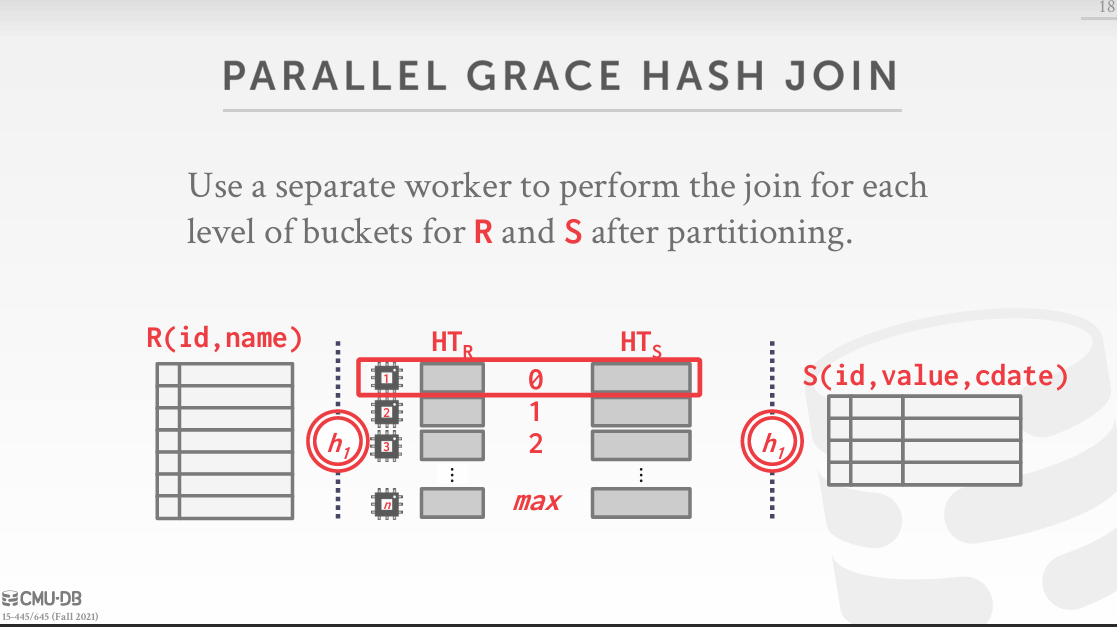 18
PARALLEL GRACE HASH JOIN
Use a separate worker to perform the join for each
level of buckets for R and S after partitioning.
R(id,name)
HTR
HTS
S(id,value,cdate)
1
0
2
1
3
2
h1
h1
⋮
⋮
n
max
CMU·DB
15-445/645 (Fall 2021)